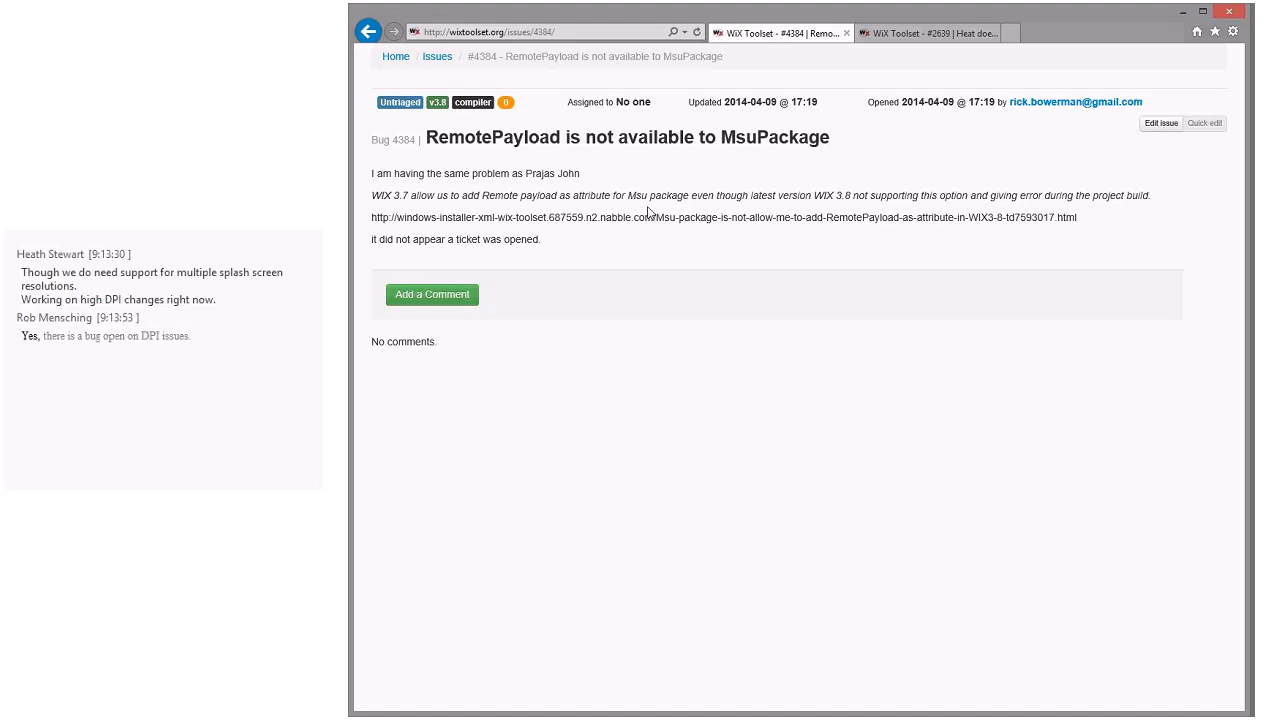 http://wixtoolset.org/issues/4384/
WiX Toolset - #4384 | Remo...
WiX Toolset - #2639 | Heat doe...
Home / Issues / #4384 - RemotePayload is not available to MsuPackage
Untriaged v3.8 compiler 0 Assigned to No one Updated 2014-04-09 @ 17:19 Opened 2014-04-09 @ 17:19 by rick.bowerman@gmail.com
Edit issue Quick edit
Bug 4384 | RemotePayload is not available to MsuPackage
I am having the same problem as Prajas John
WIX 3.7 allow us to add Remote payload as attribute for Msu package even though latest version WIX 3.8 not supporting this option and giving error during the project build.
http://windows-installer-xml-wix-toolset.687559.n2.nabble.com/Msu-package-is-not-allow-me-to-add-RemotePayload-as-attribute-in-WIX3-8-td7593017.html
it did not appear a ticket was opened.
Add a Comment
No comments.
Heath Stewart [9:13:30 ]
Though we do need support for multiple splash screen
resolutions.
Working on high DPI changes right now.
Rob Mensching [9:13:53 ]
Yes, there is a bug open on DPI issues.